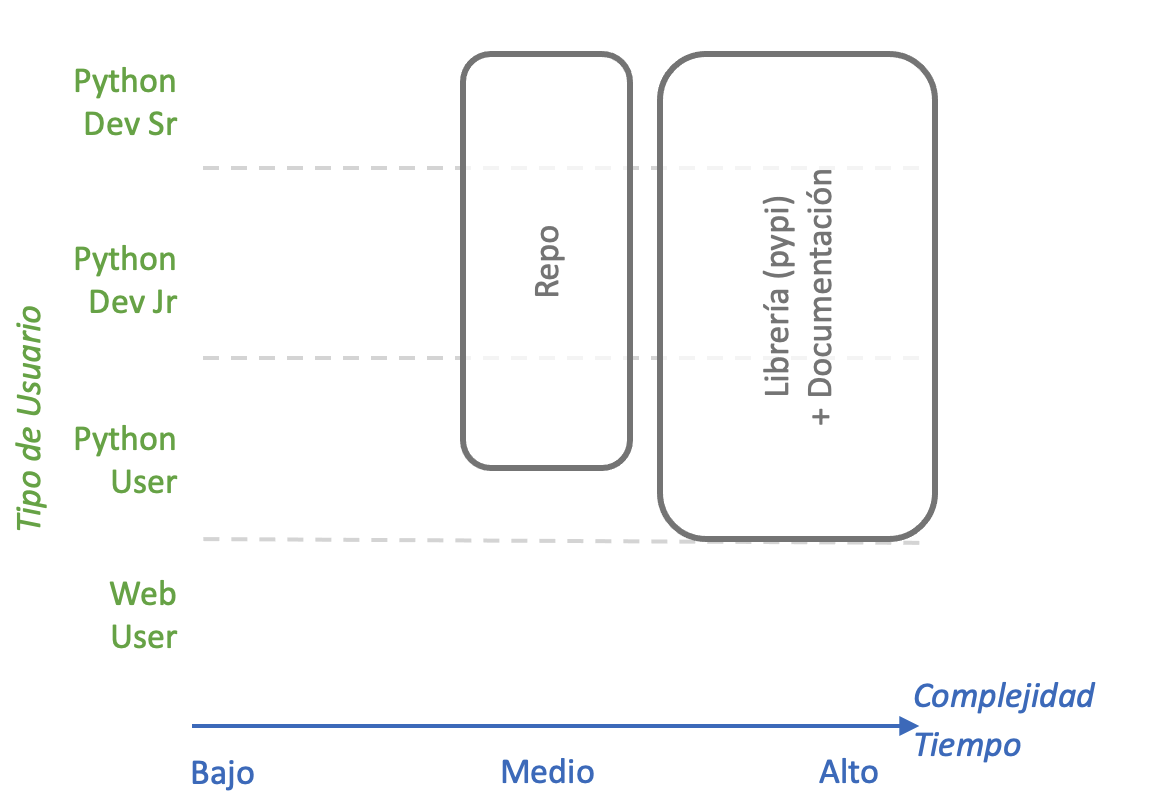 Python
Dev Sr
Python
Dev Jr
Python
User
Web
User
Tipo de Usuario
Repo
Librería (pypi)
+ Documentación
Complejidad
Tiempo
Bajo
Medio
Alto